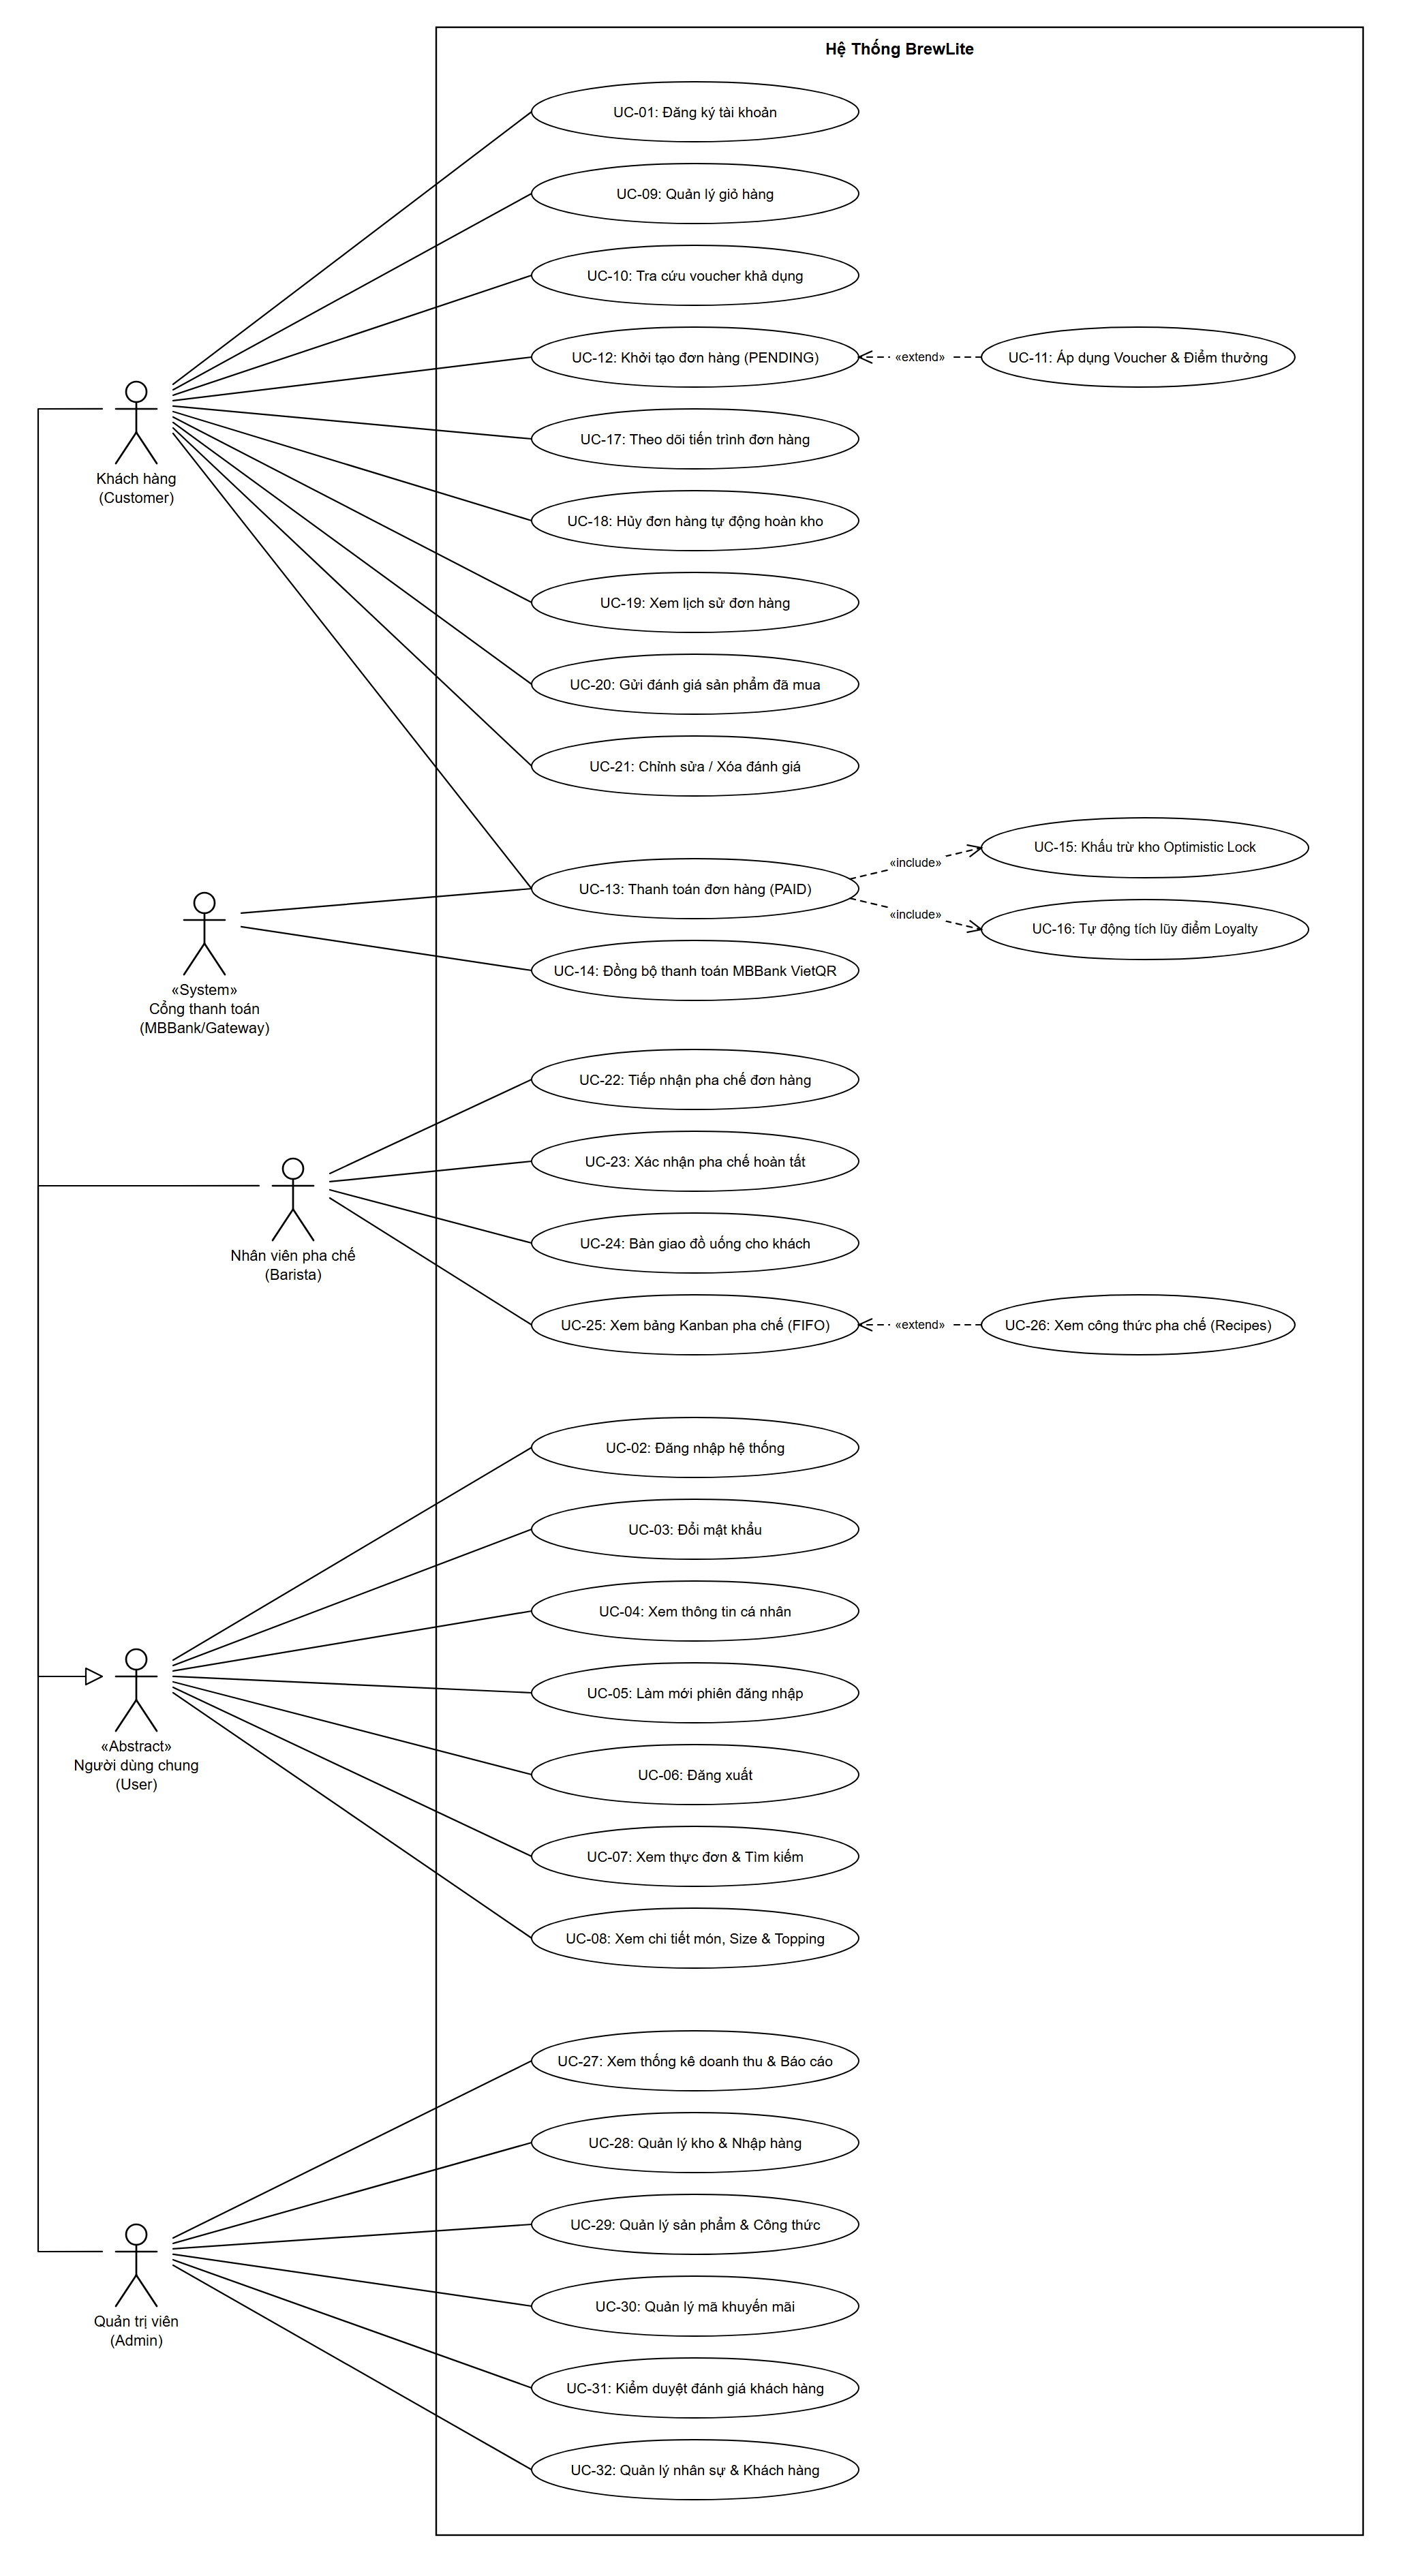 Hệ Thống BrewLite
UC-01: Đăng ký tài khoản
UC-09: Quản lý giỏ hàng
UC-10: Tra cứu voucher khả dụng
UC-12: Khởi tạo đơn hàng (PENDING)
«extend»
UC-11: Áp dụng Voucher & Điểm thưởng
UC-17: Theo dõi tiến trình đơn hàng
Khách hàng
(Customer)
UC-18: Hủy đơn hàng tự động hoàn kho
UC-19: Xem lịch sử đơn hàng
UC-20: Gửi đánh giá sản phẩm đã mua
UC-21: Chỉnh sửa / Xóa đánh giá
UC-13: Thanh toán đơn hàng (PAID)
«include»
«include»
UC-15: Khấu trừ kho Optimistic Lock
UC-16: Tự động tích lũy điểm Loyalty
UC-14: Đồng bộ thanh toán MBBank VietQR
«System»
Cổng thanh toán
(MBBank/Gateway)
UC-22: Tiếp nhận pha chế đơn hàng
UC-23: Xác nhận pha chế hoàn tất
UC-24: Bàn giao đồ uống cho khách
Nhân viên pha chế
(Barista)
UC-25: Xem bảng Kanban pha chế (FIFO)
«extend»
UC-26: Xem công thức pha chế (Recipes)
UC-02: Đăng nhập hệ thống
UC-03: Đổi mật khẩu
UC-04: Xem thông tin cá nhân
UC-05: Làm mới phiên đăng nhập
«Abstract»
Người dùng chung
(User)
UC-06: Đăng xuất
UC-07: Xem thực đơn & Tìm kiếm
UC-08: Xem chi tiết món, Size & Topping
UC-27: Xem thống kê doanh thu & Báo cáo
UC-28: Quản lý kho & Nhập hàng
UC-29: Quản lý sản phẩm & Công thức
UC-30: Quản lý mã khuyến mãi
Quản trị viên
(Admin)
UC-31: Kiểm duyệt đánh giá khách hàng
UC-32: Quản lý nhân sự & Khách hàng